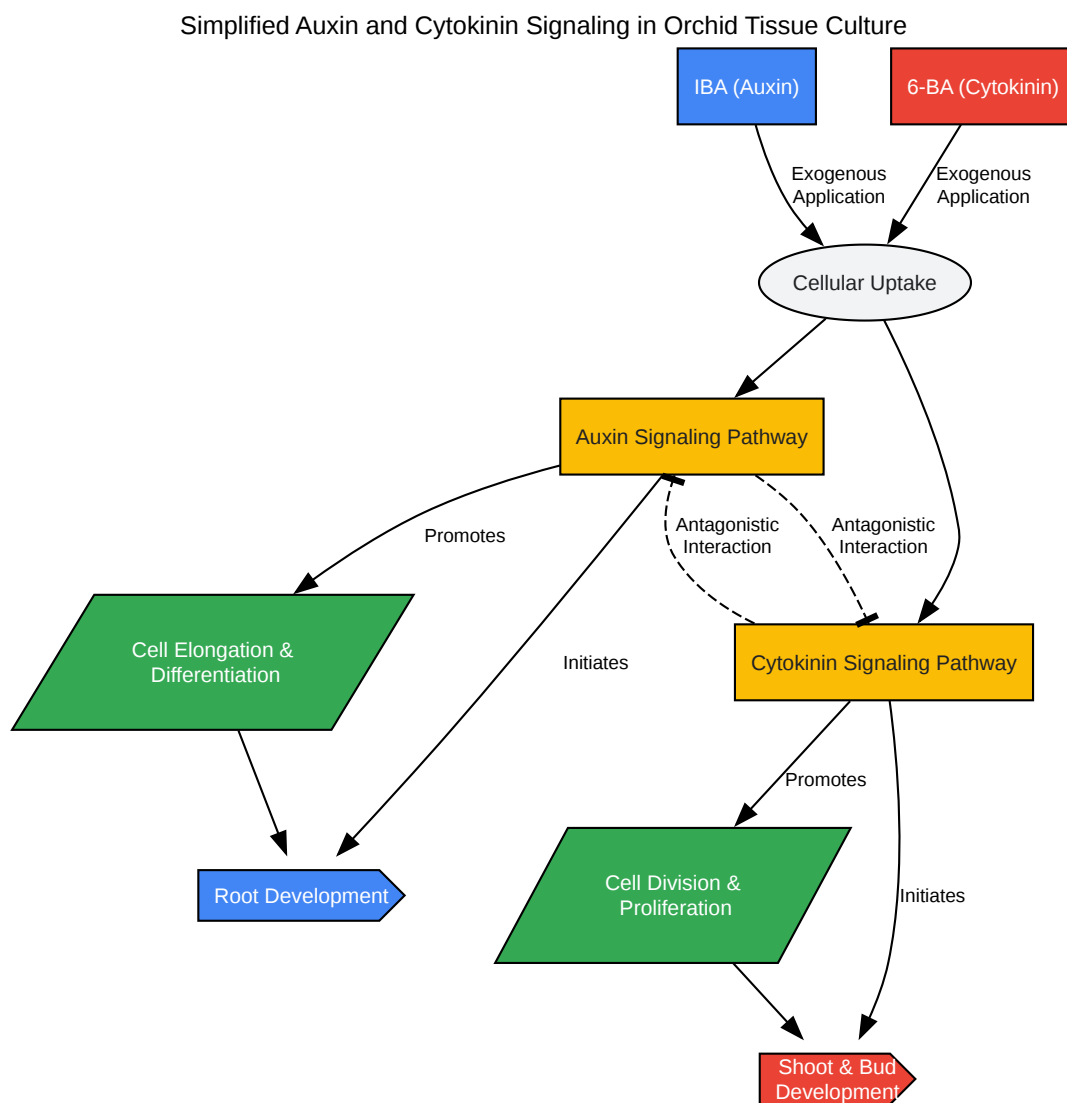 Simplified Auxin and Cytokinin Signaling in Orchid Tissue Culture
IBA (Auxin)
6-BA (Cytokinin)
Exogenous
Application
Exogenous
Application
Cellular Uptake
Auxin Signaling Pathway
Promotes
Antagonistic
Interaction
Antagonistic
Interaction
Cell Elongation &
Differentiation
Initiates
Cytokinin Signaling Pathway
Promotes
Root Development
Cell Division &
Proliferation
Initiates
Shoot & Bud
Development